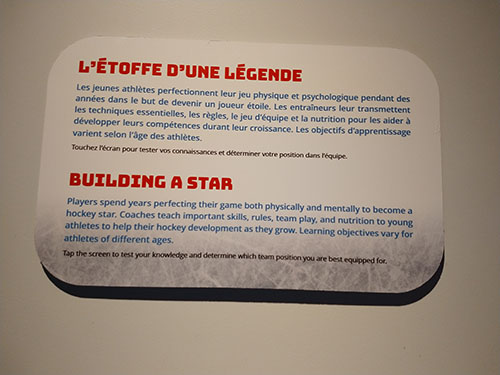 L'ÉTOFFE D'UNE LÉGENDE
Les jeunes athlètes perfectionnent leur jeu physique et psychologique pendant des
années dans le but de devenir un joueur étoile. Les entraîneurs leur transmettent
les techniques essentielles, les règles, le jeu d'équipe et la nutrition pour les aider à
développer leurs compétences durant leur croissance. Les objectifs d'apprentissage
varient selon l'âge des athlètes.
Touchez l'écran pour tester vos connaissances et déterminer votre position dans l'équipe.
BUILDING A STAR
Players spend years perfecting their game both physically and mentally to become a
hockey star. Coaches teach important skills, rules, team play, and nutrition to young
athletes to help their hockey development as they grow. Learning objectives vary for
athletes of different ages.
Tap the screen to test your knowledge and determine which team position you are best equipped for.